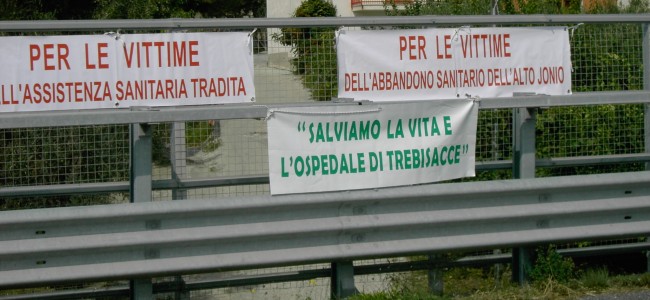 PER LE VITTIME
ALL'ASSISTENZA SANITARIA TRADITA
PER LE VITTIME
DELL'ABBANDONO SANITARIO DELL'ALTO JONIO
"SALVIAMO LA VITA E
L'OSPEDALE DI TREBISACCE"